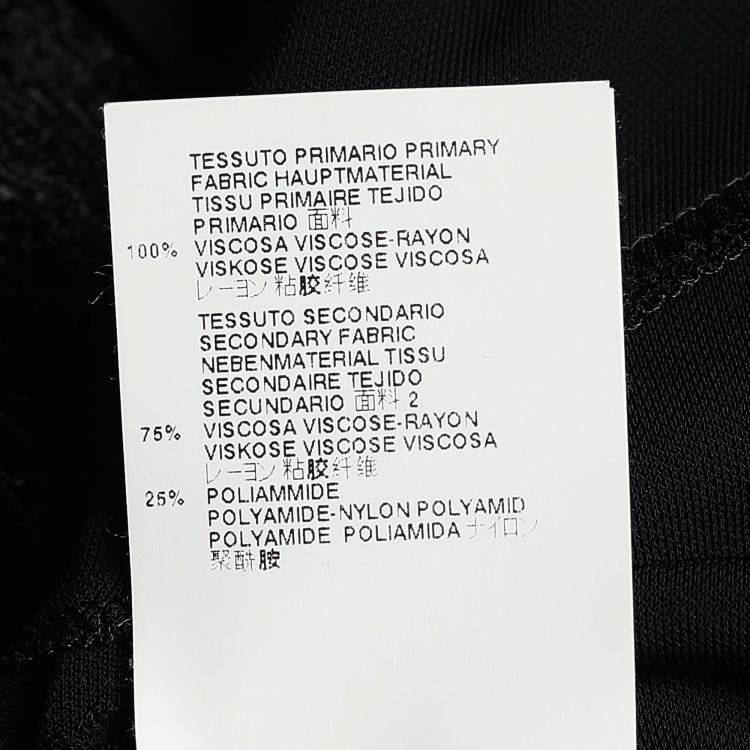 TESSUTO PRIMARIO PRIMARY
FABRIC HAUPTMATERIAL
TISSU PRIMAIRE TEJIDO
PRIMARIO 面料
100% VISCOSA VISCOSE-RAYON
VISKOSE VISCOSE VISCOSA
レーヨン 粘胶纤维
TESSUTO SECONDARIO
SECONDARY FABRIC
NEBENMATERIAL TISSU
SECONDAIRE TEJIDO
SECUNDARIO 面料 2
75% VISCOSA VISCOSE-RAYON
VISKOSE VISCOSE VISCOSA
レーヨン 粘胶纤维
25% POLIAMMIDE
POLYAMIDE-NYLON POLYAMID
POLYAMIDE POLIAMIDA ナイロン
聚酰胺